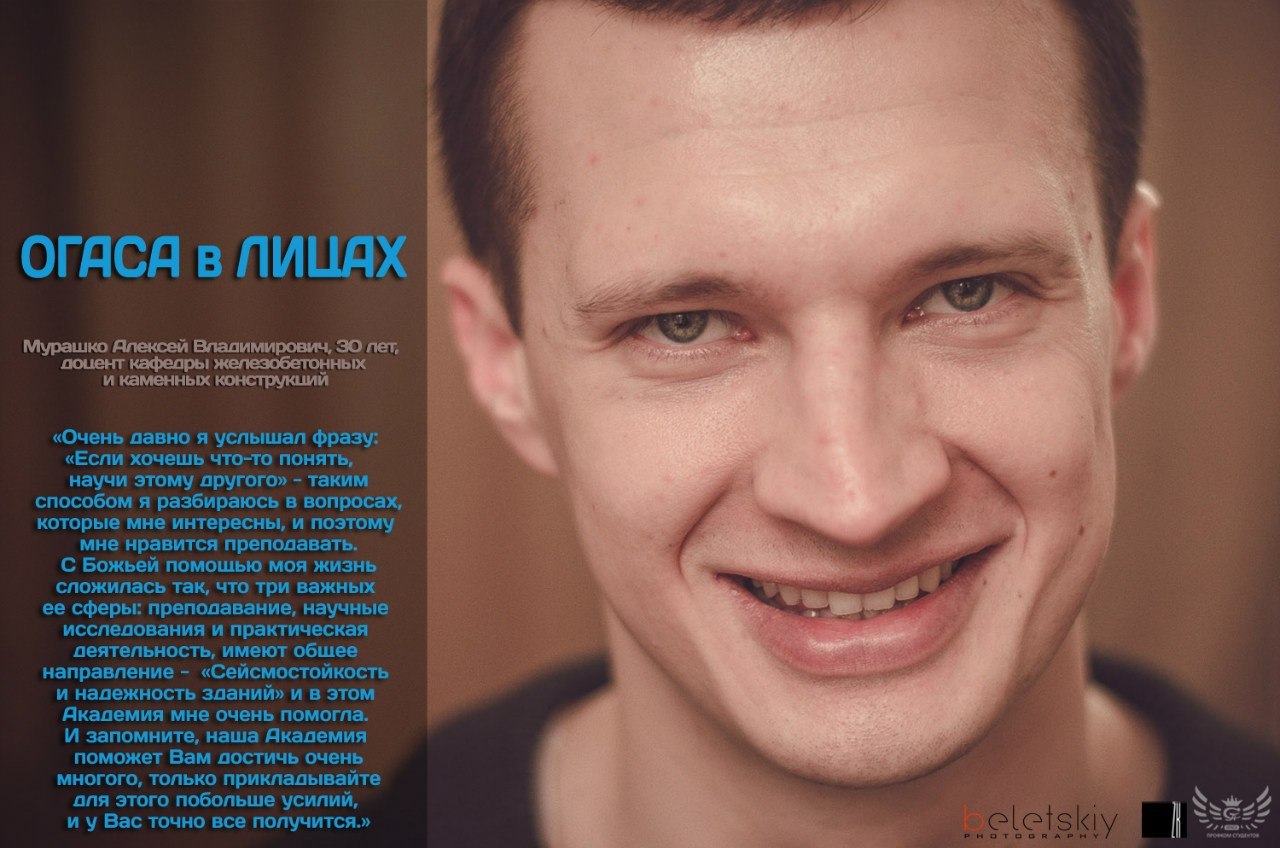 ОГАСА в ЛИЦАХ
Мурашко Алексей Владимирович, 30 лет,
доцент кафедры железобетонных
и каменных конструкций
«Очень давно я услышал фразу:
«Если хочешь что-то понять,
научи этому другого» - таким
способом я разбираюсь в вопросах,
которые мне интересны, и поэтому
мне нравится преподавать.
С Божьей помощью моя жизнь
сложилась так, что три важных
ее сферы: преподавание, научные
исследования и практическая
деятельность, имеют общее
направление - «Сейсмостойкость
и надежность зданий» и в этом
Академия мне очень помогла.
И запомните, наша Академия
поможет Вам достичь очень
многого, только прикладывайте
для этого побольше усилий,
и у Вас точно все получится.»
beletskiy
PHOTOGRAPHY
ПРОФКОМ СТУДЕНТОВ